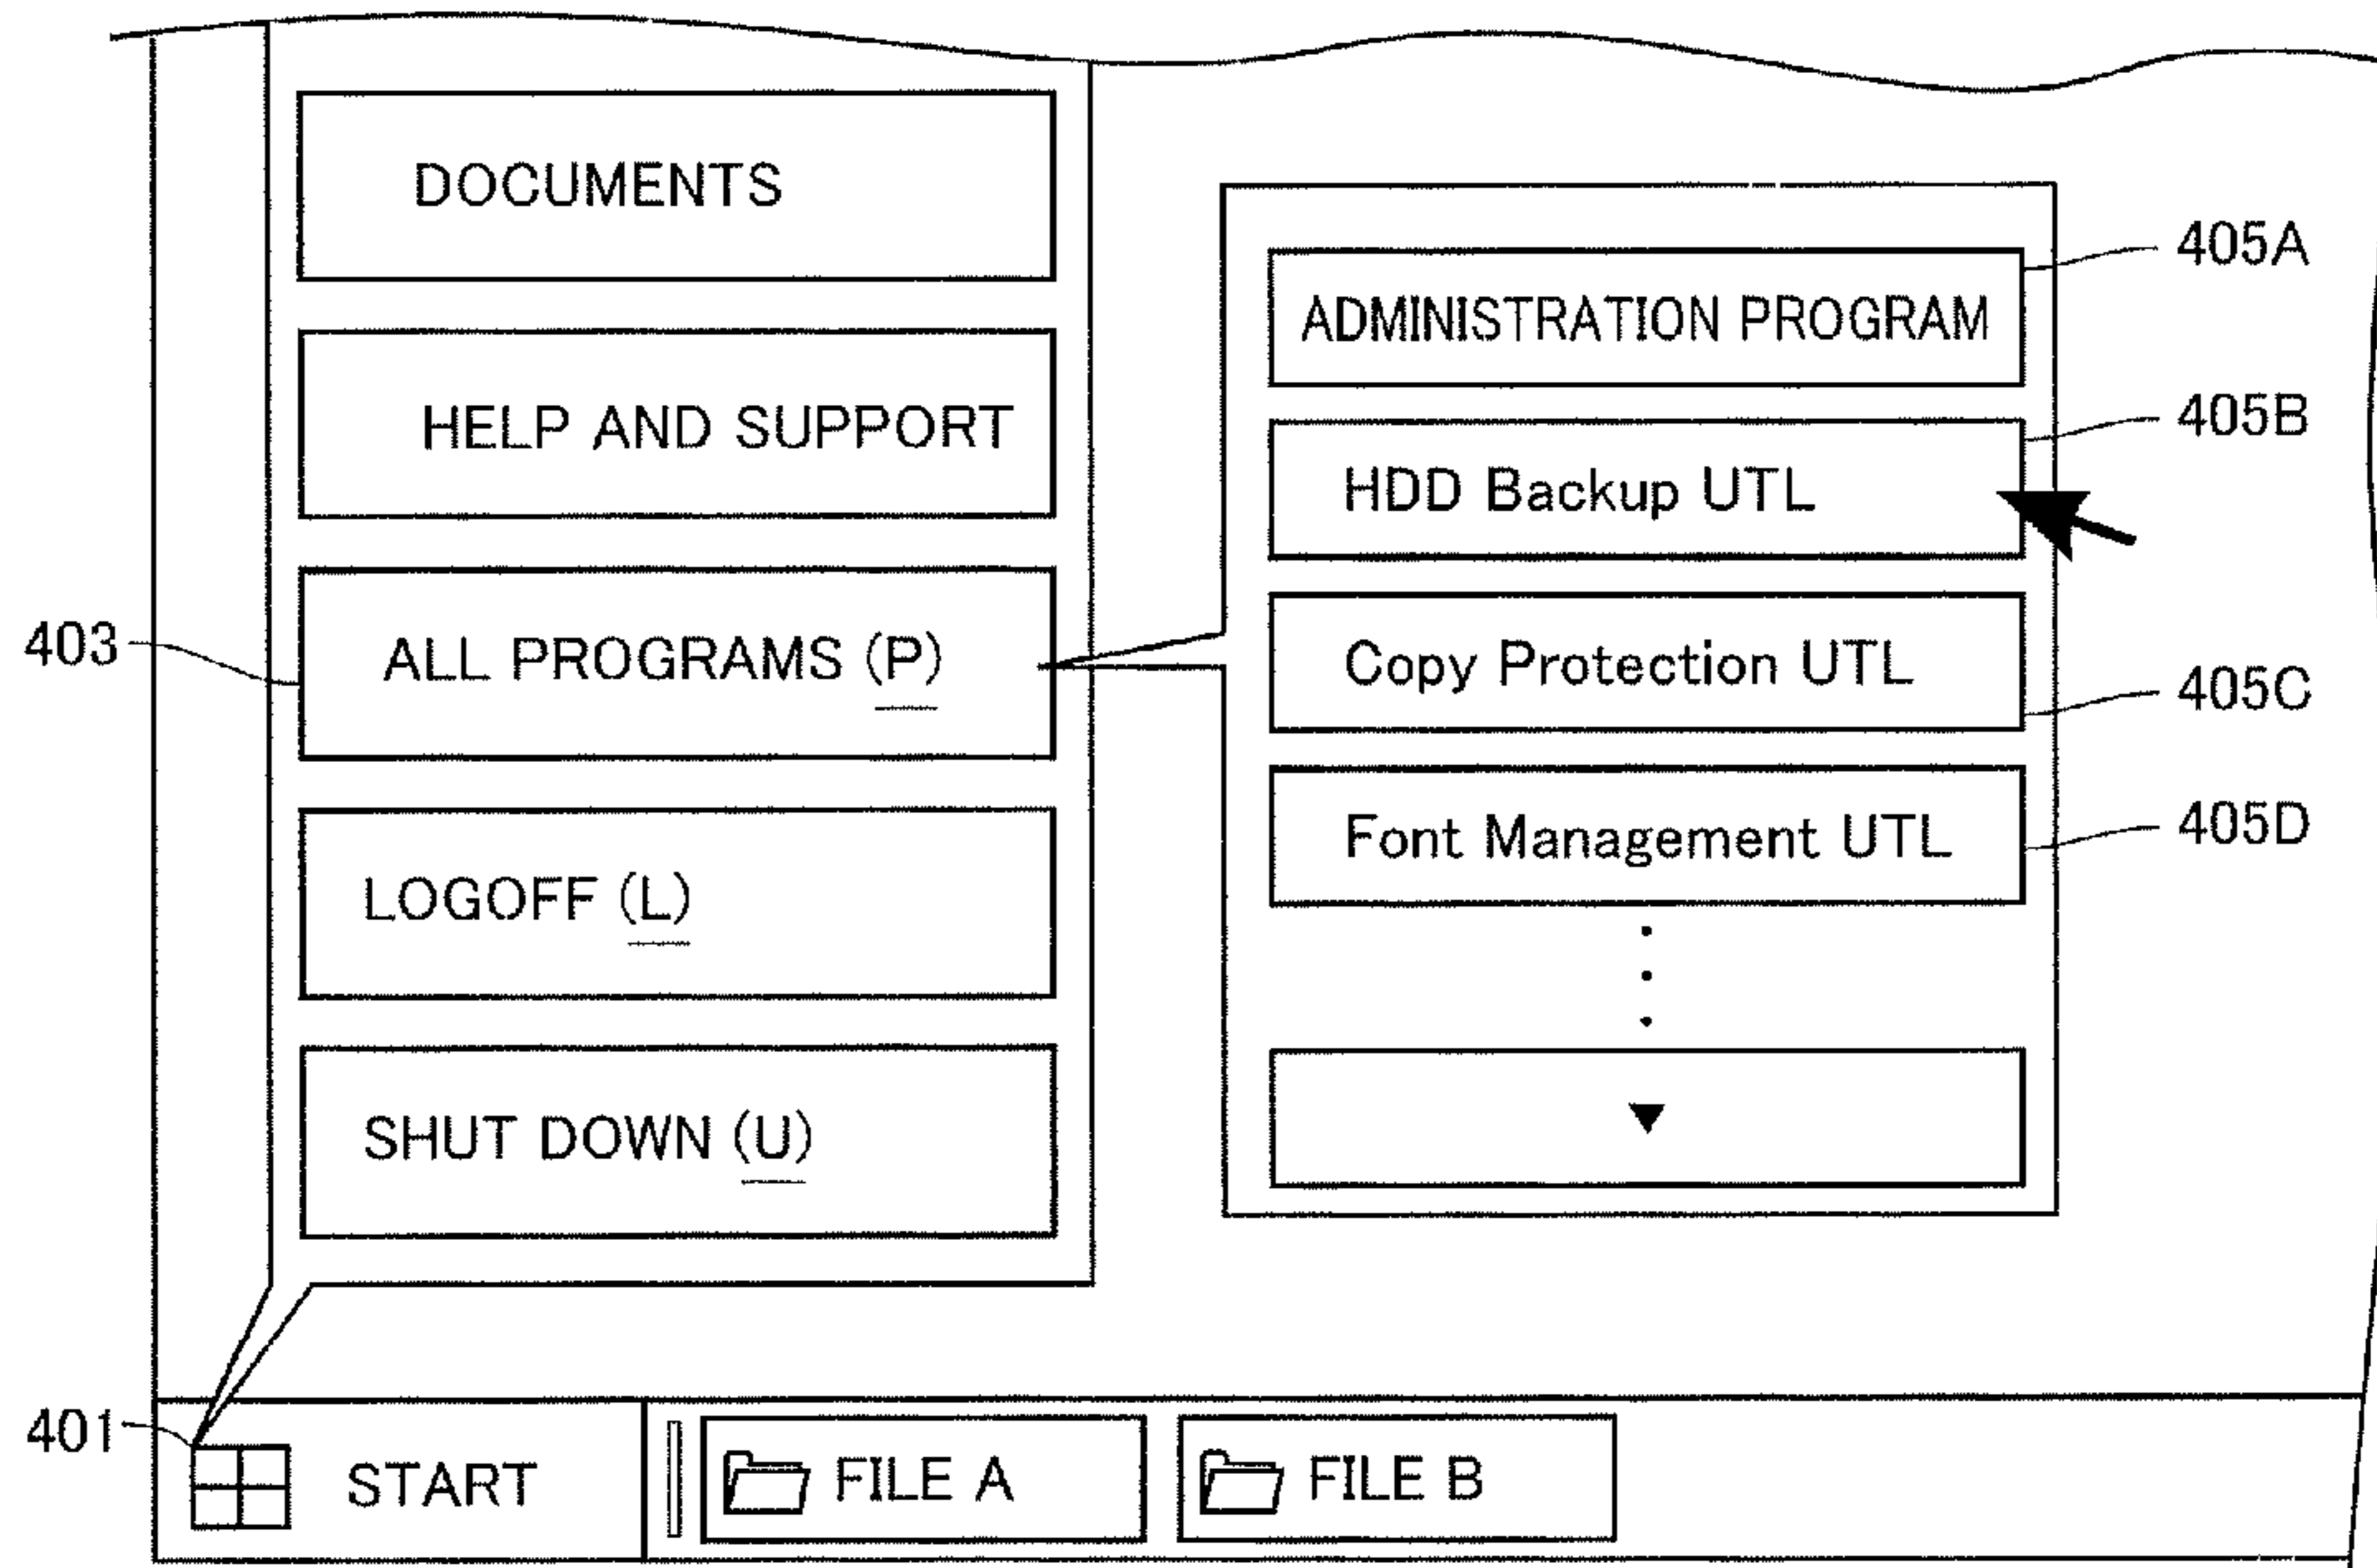 DOCUMENTS
HELP AND SUPPORT
403
ALL PROGRAMS (P)
LOGOFF (L)
SHUT DOWN (U)
405A
ADMINISTRATION PROGRAM
405B
HDD Backup UTL
Copy Protection UTL
405C
Font Management UTL
405D
401
START
FILE A
FILE B